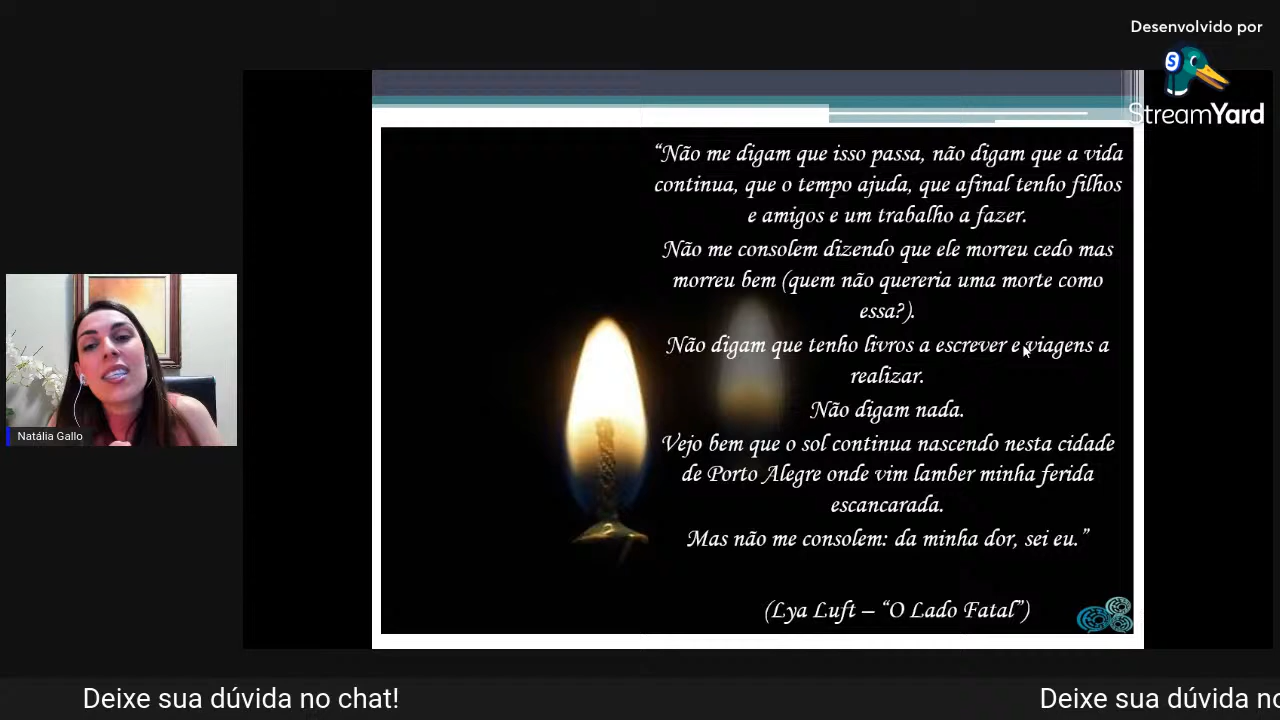 Desenvolvido por
StreamYard
“Não me digam que isso passa, não digam que a vida
continua, que o tempo ajuda, que afinal tenho filhos
e amigos e um trabalho a fazer.
Não me consolem dizendo que ele morreu cedo mas
morreu bem (quem não quereria uma morte como
essa?).
Não digam que tenho livros a escrever e viagens a
realizar.
Não digam nada.
Vejo bem que o sol continua nascendo nesta cidade
de Porto Alegre onde vim lamber minha ferida
escancarada.
Mas não me consolem: da minha dor, sei eu.”
(Lya Luft – “O Lado Fatal”)
Natália Gallo
Deixe sua dúvida no chat! Deixe sua dúvida no